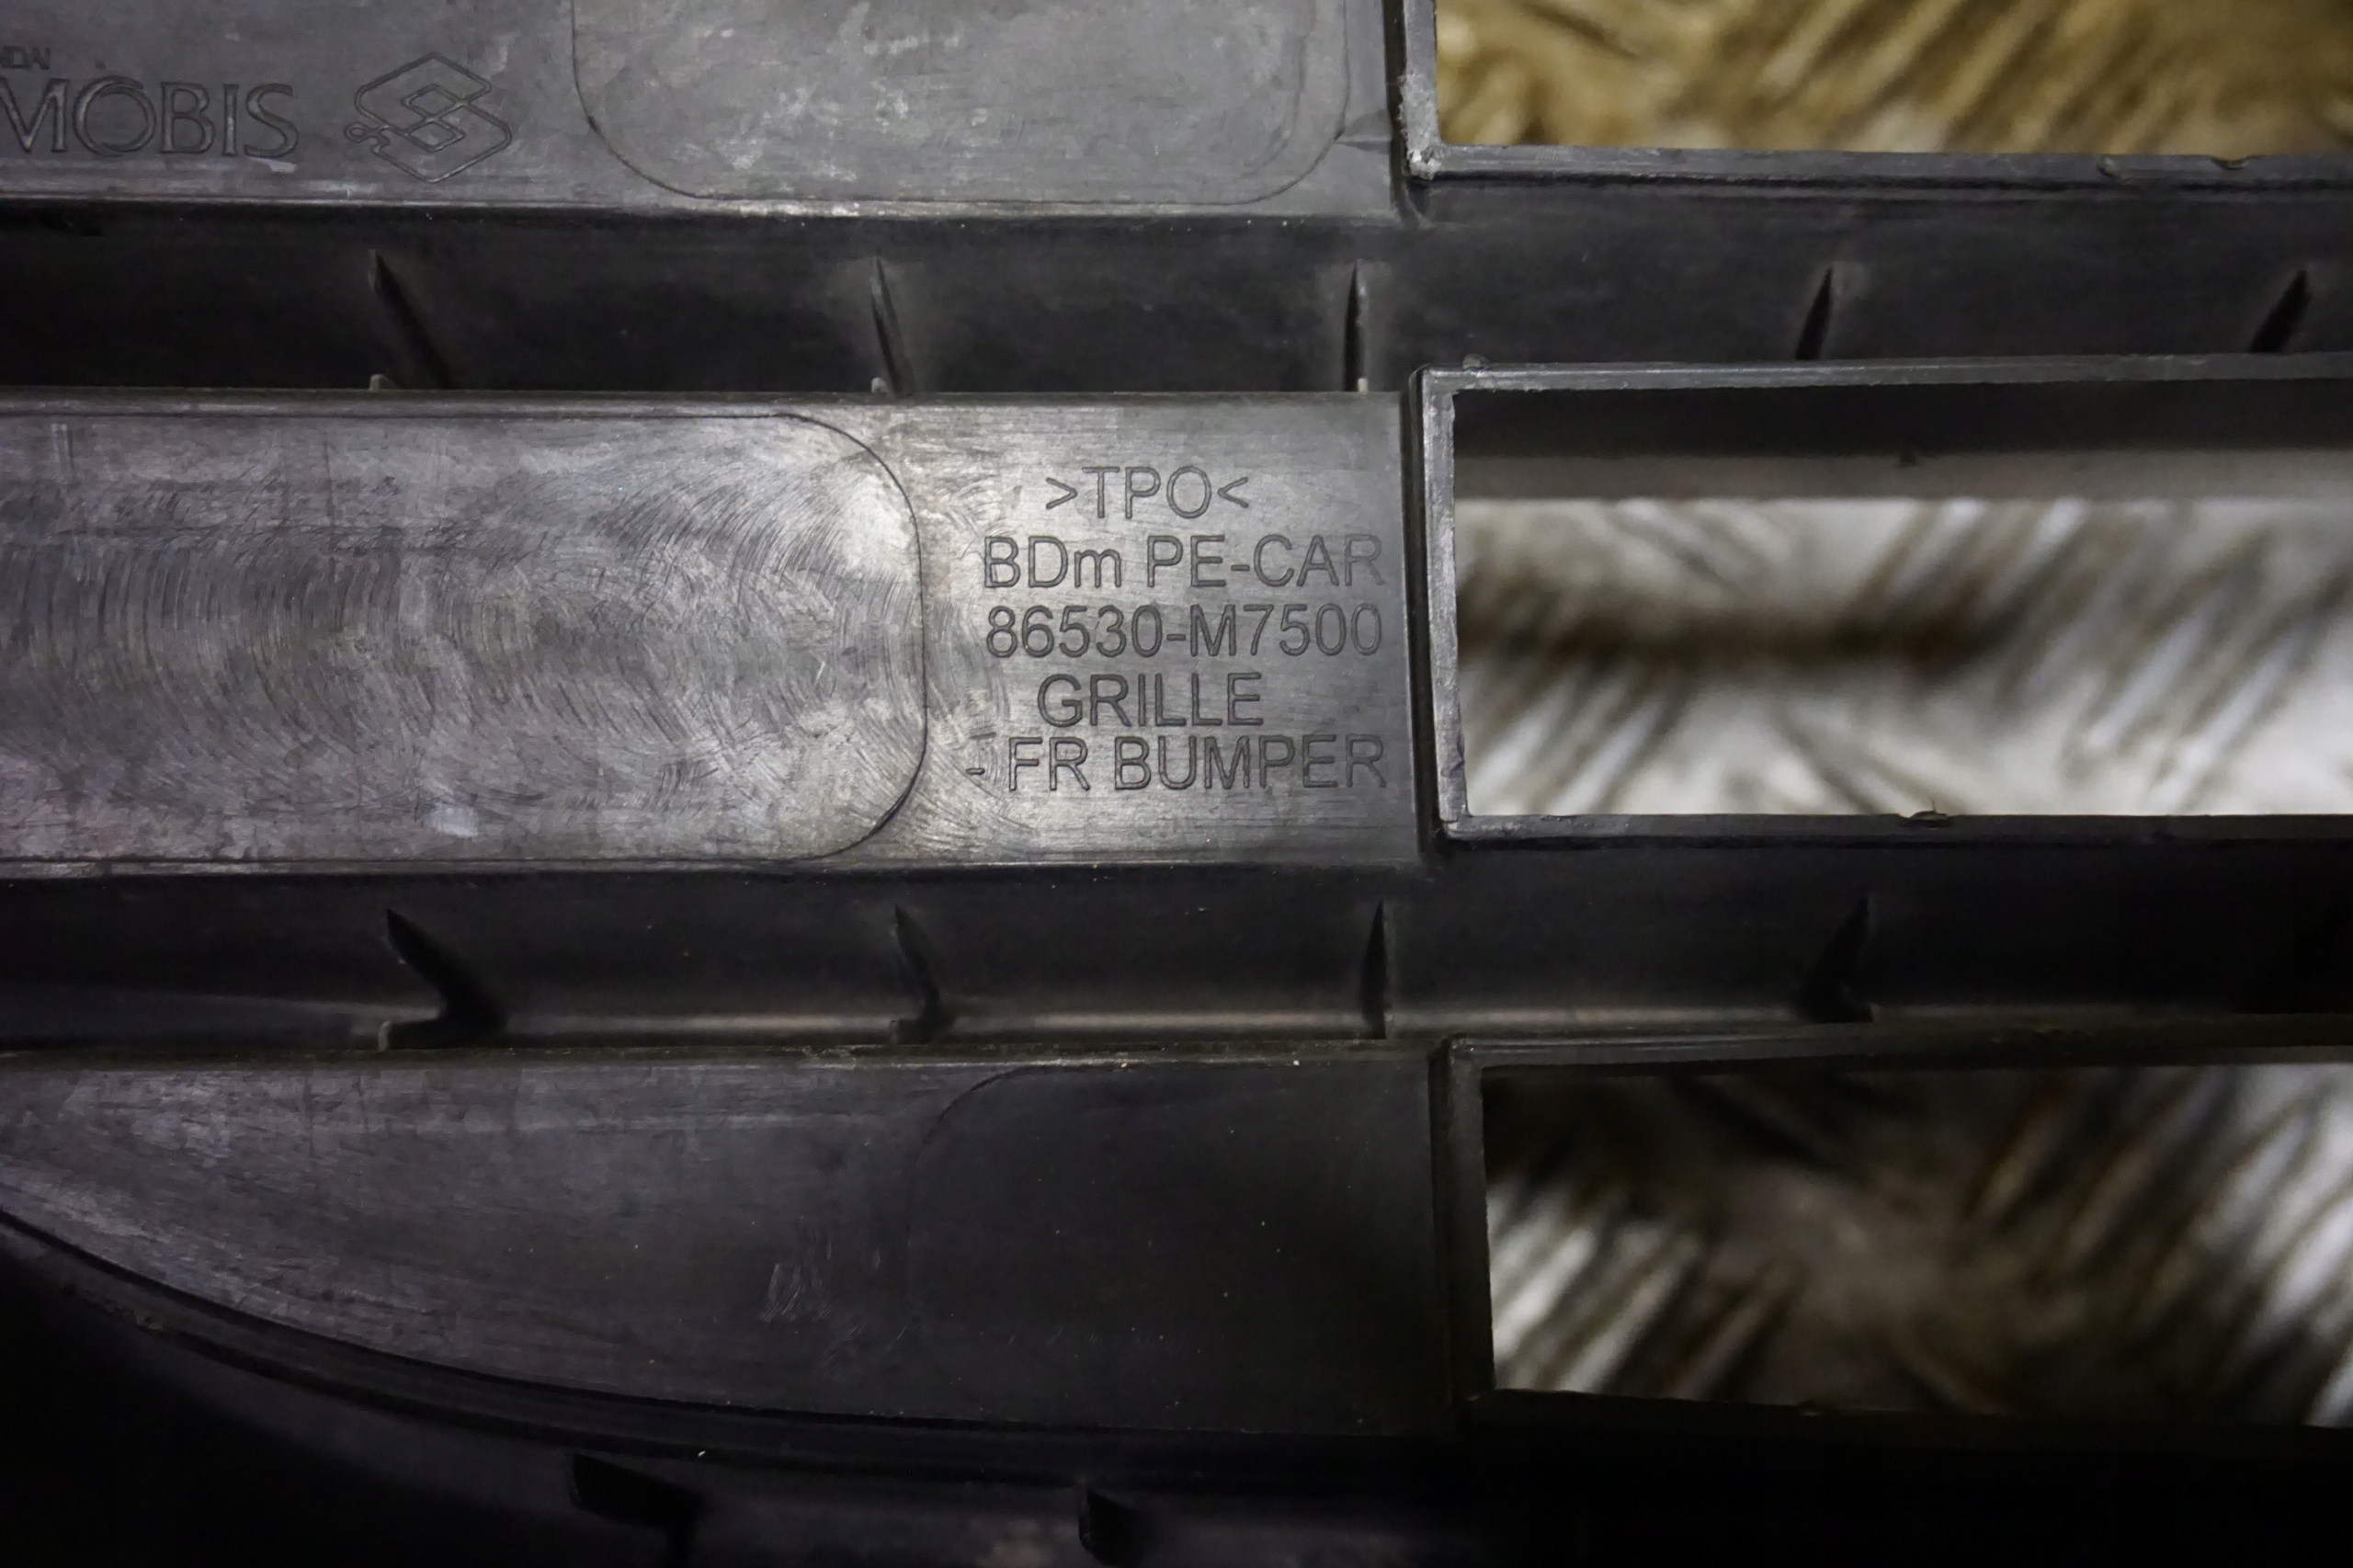 MOBIS
>TPO<
BDm PE-CAR
86530-M7500
GRILLE
- FR BUMPER